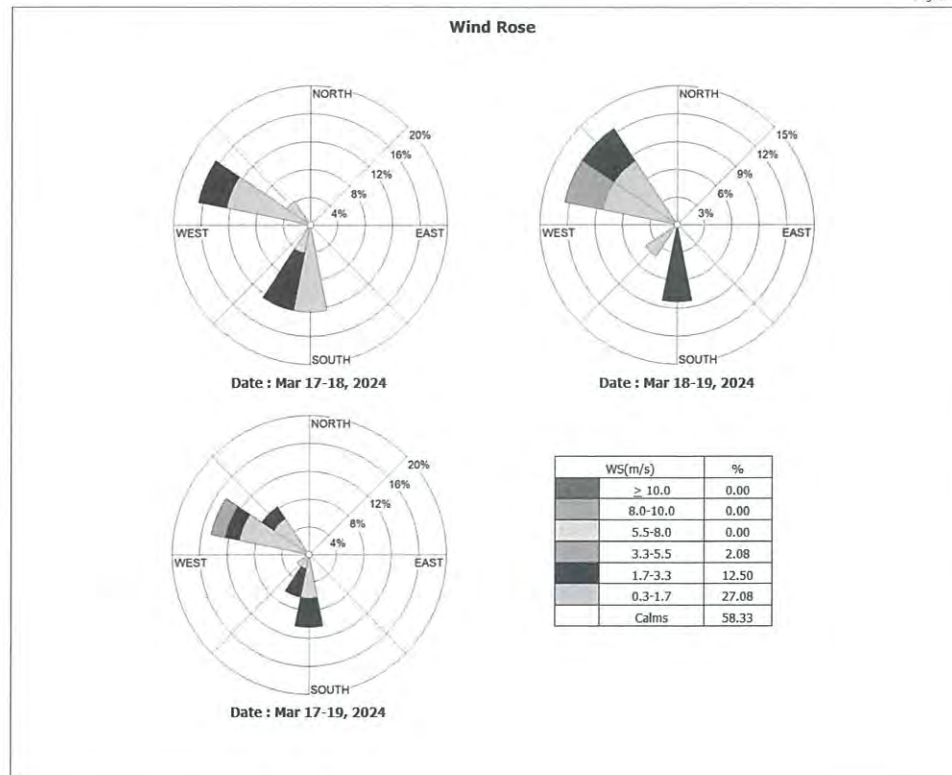 Wind Rose
NORTH
20%
16%
12%
8%
4%
WEST
EAST
SOUTH
Date : Mar 17-18, 2024
NORTH
15%
12%
9%
6%
3%
WEST
EAST
SOUTH
Date : Mar 18-19, 2024
NORTH
20%
16%
12%
8%
4%
WEST
EAST
SOUTH
Date : Mar 17-19, 2024
WS(m/s) %
≥ 10.0 0.00
8.0-10.0 0.00
5.5-8.0 0.00
3.3-5.5 2.08
1.7-3.3 12.50
0.3-1.7 27.08
Calms 58.33